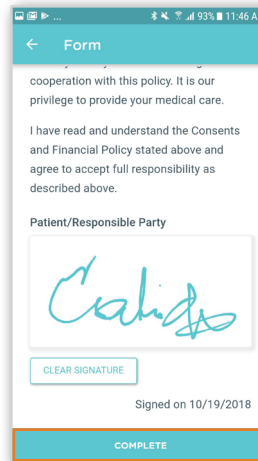 ... 93% 11:46 A
Form
cooperation with this policy. It is our
privilege to provide your medical care.
I have read and understand the Consents
and Financial Policy stated above and
agree to accept full responsibility as
described above.
Patient/Responsible Party
CLEAR SIGNATURE
Signed on 10/19/2018
COMPLETE